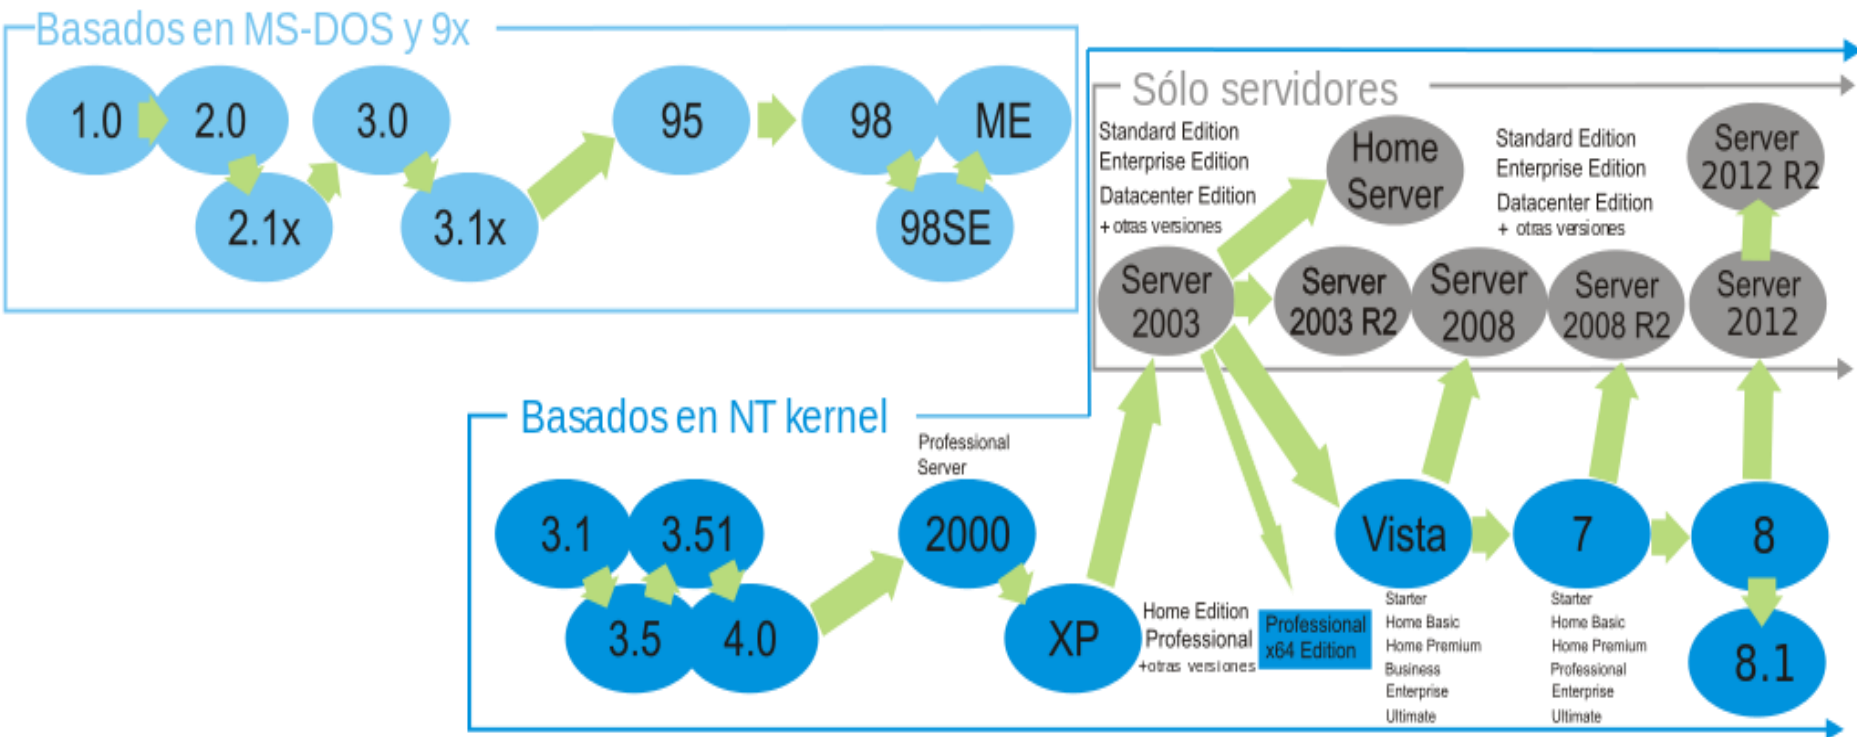 Basados en MS-DOS y 9x
1.0
2.0
2.1x
3.0
3.1x
95
98
98SE
ME
Sólo servidores
Standard Edition
Enterprise Edition
Datacenter Edition
+ otras versiones
Home
Server
Standard Edition
Enterprise Edition
Datacenter Edition
+ otras versiones
Server
2012 R2
Server
2003
Server
2003 R2
Server
2008
Server
2008 R2
Server
2012
Basados en NT kernel
Professional
Server
3.1
3.5
3.51
4.0
2000
XP
Home Edition
Professional
+otras versiones
Professional
x64 Edition
Vista
Starter
Home Basic
Home Premium
Business
Enterprise
Ultimate
7
Starter
Home Basic
Home Premium
Professional
Enterprise
Ultimate
8
8.1